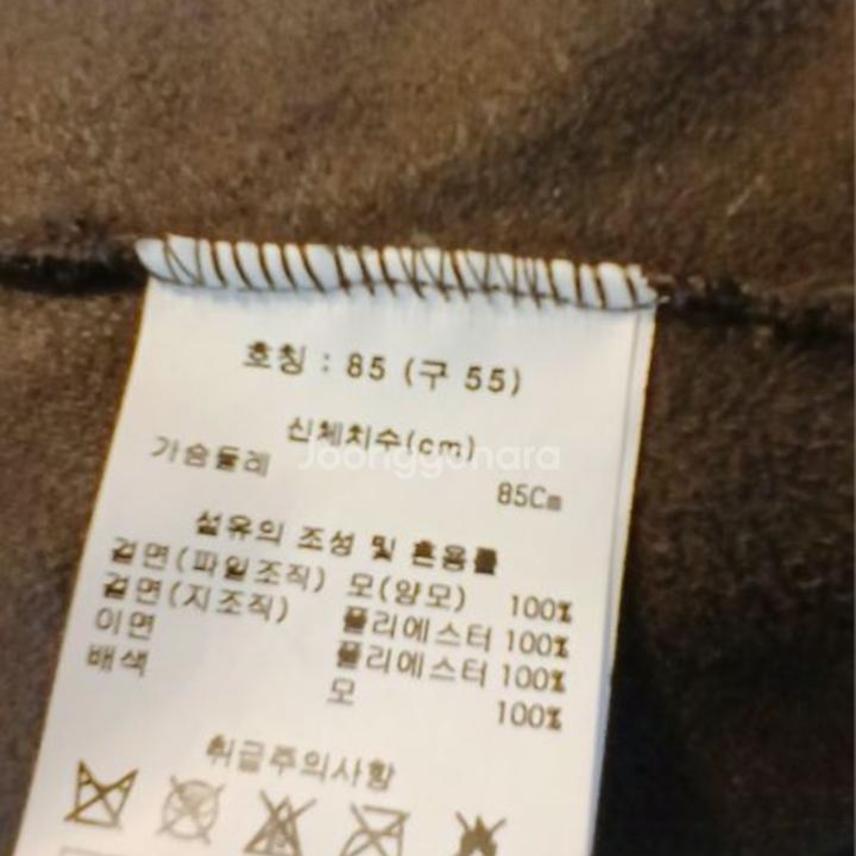 호칭 : 85 (구 55)
신체치수(cm)
Joonggonara
가슴둘레 85Cm
섬유의 조성 및 혼용률
겉면(파일조직) 모(양모) 100%
겉면(지조직) 폴리에스터 100%
이면 폴리에스터 100%
배색 모 100%
취급주의사항